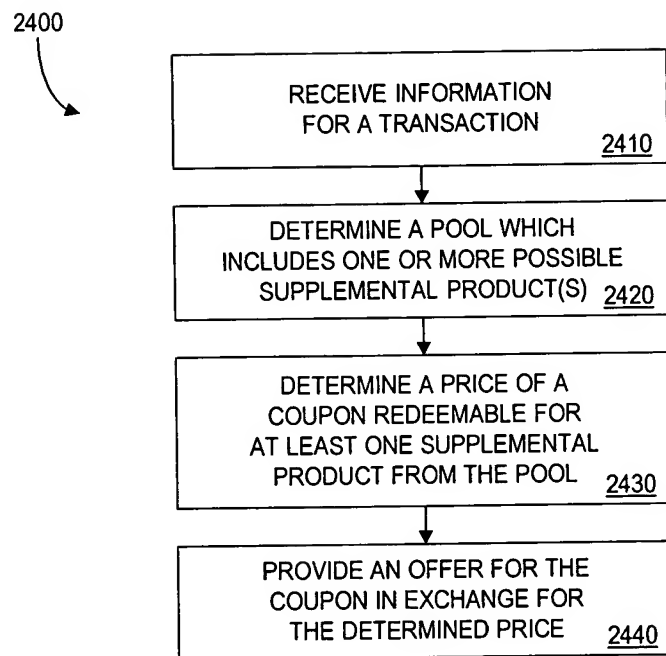 2400
RECEIVE INFORMATION
FOR A TRANSACTION
2410
DETERMINE A POOL WHICH
INCLUDES ONE OR MORE POSSIBLE
SUPPLEMENTAL PRODUCT(S)
2420
DETERMINE A PRICE OF A
COUPON REDEEMABLE FOR
AT LEAST ONE SUPPLEMENTAL
PRODUCT FROM THE POOL
2430
PROVIDE AN OFFER FOR THE
COUPON IN EXCHANGE FOR
THE DETERMINED PRICE
2440